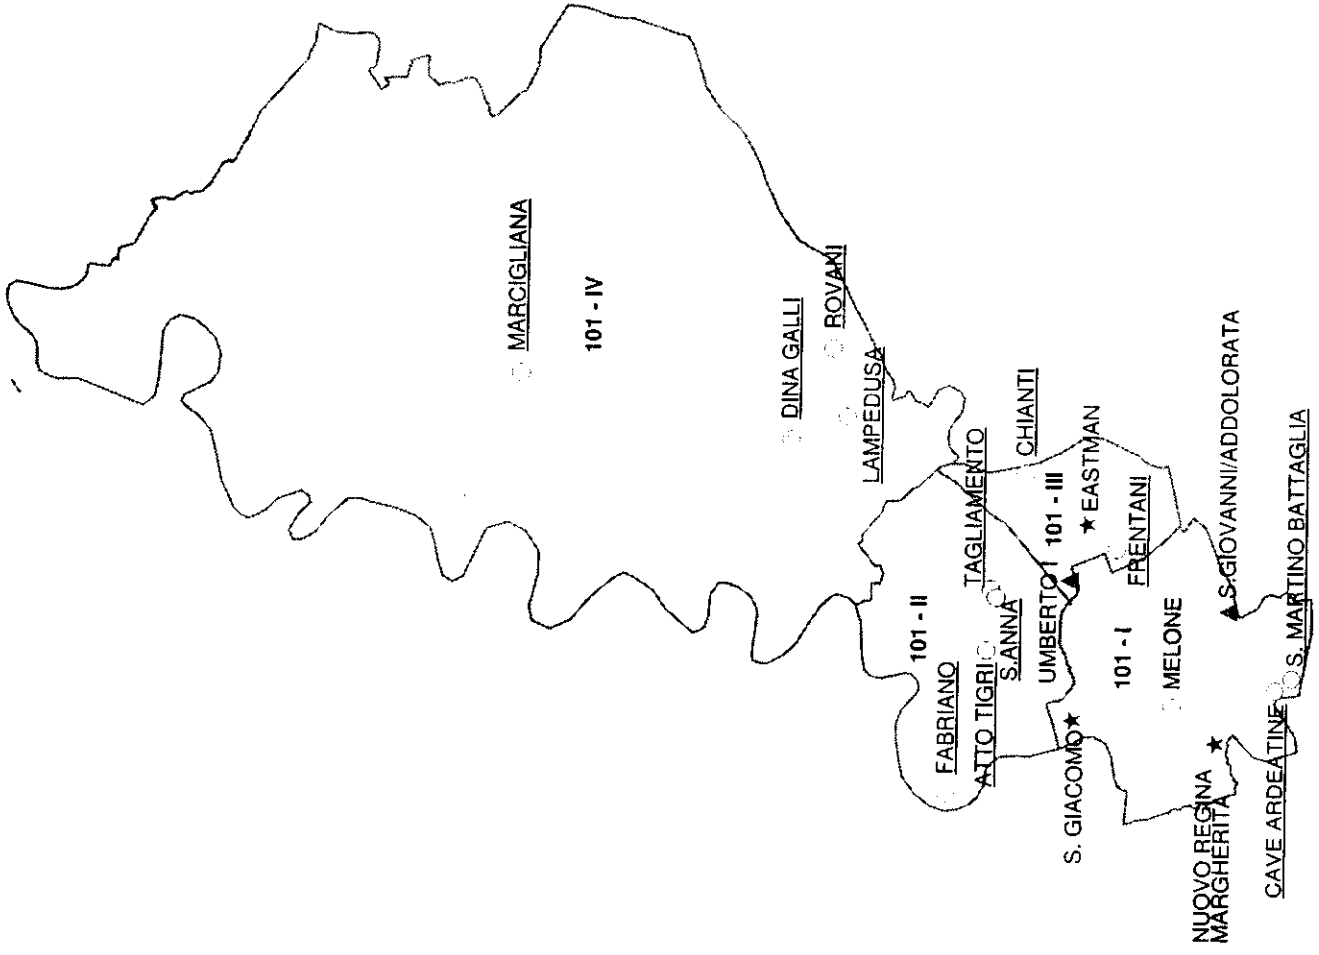 MARCIGLIANA
101 - IV
DINA GALLI
ROVANI
LAMPEDUSA
TAGLIAMENTO
CHIANTI
101 - II
101 - III
EASTMAN
FRENTANI
FABRIANO
ATTO TIGRI
S.ANNA
UMBERTO I
101 - I
MELONE
S.GIOVANNI/ADDOLORATA
S. MARTINO BATTAGLIA
S. GIACOMO
NUOVO REGINA
MARGHERITA
CAVE ARDEATINE